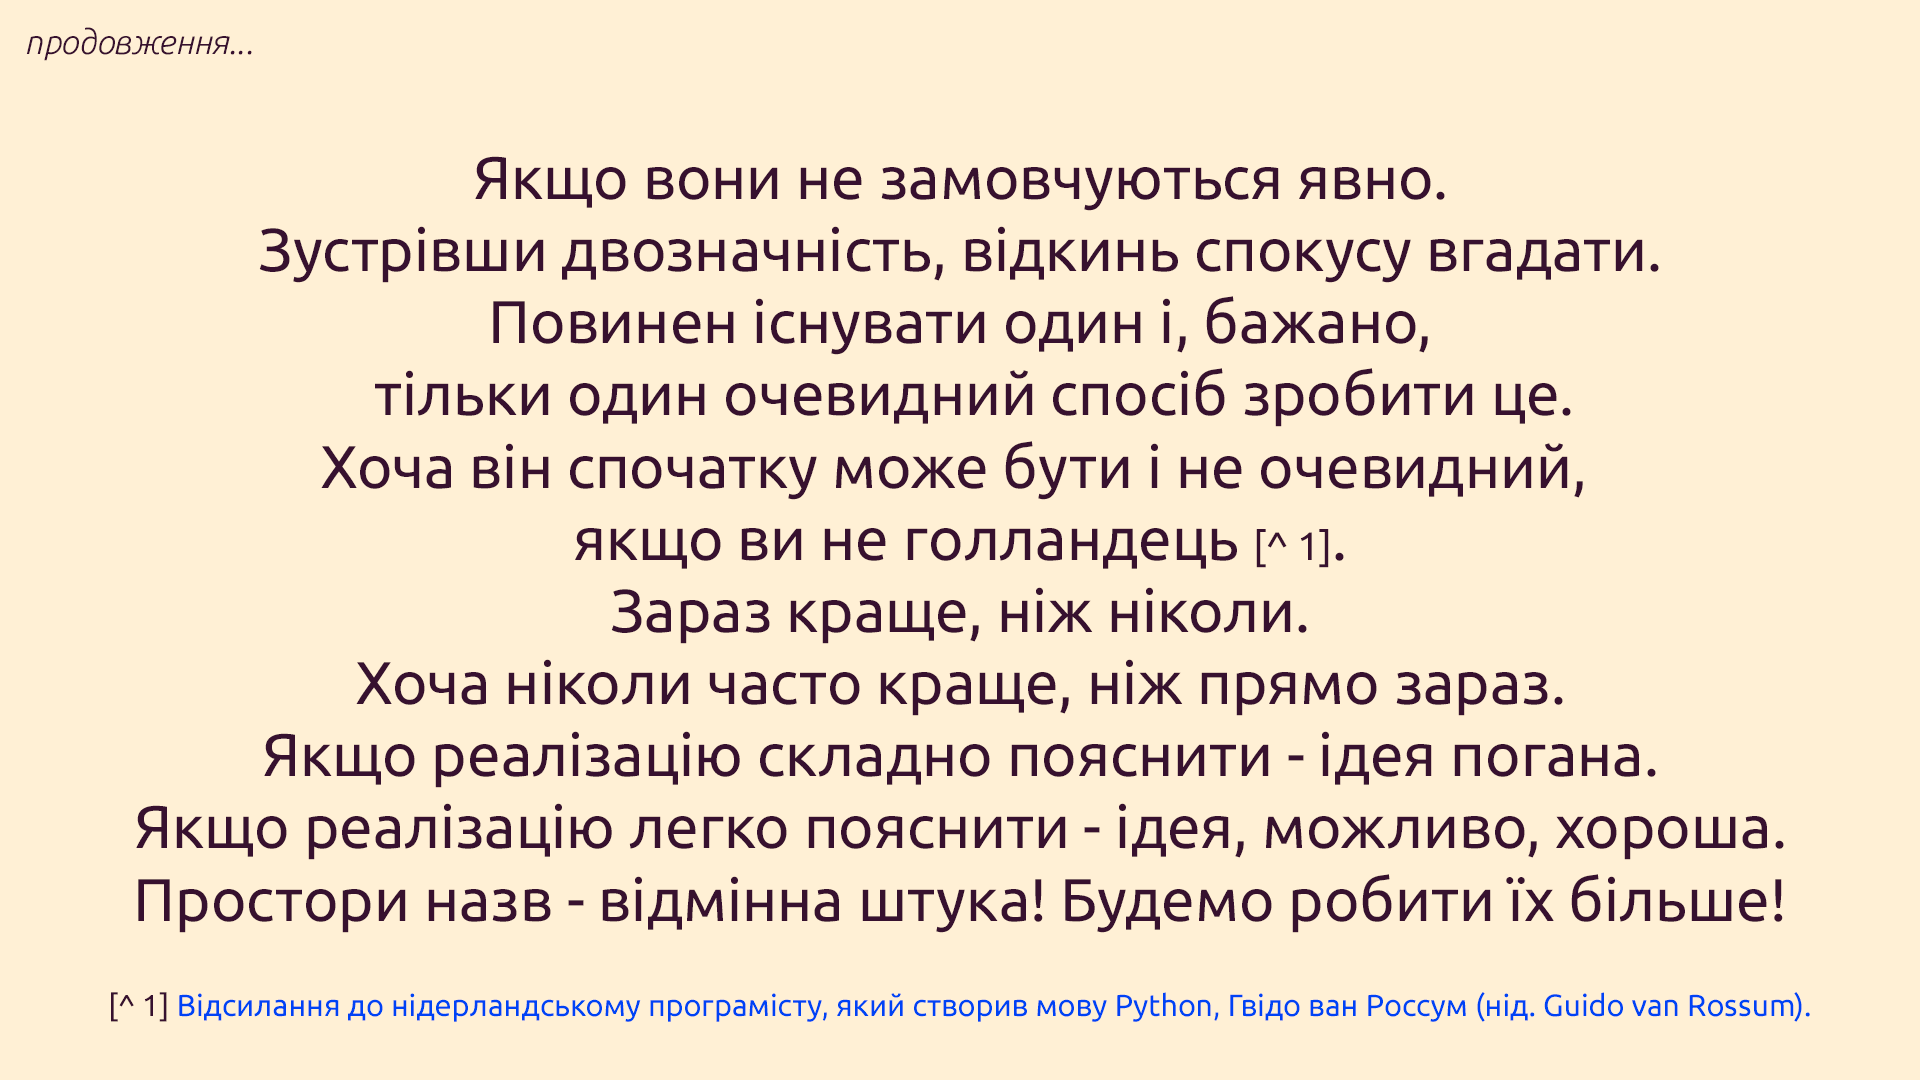 продовження...
Якщо вони не замовчуються явно.
Зустрівши двозначність, відкинь спокусу вгадати.
Повинен існувати один і, бажано,
тільки один очевидний спосіб зробити це.
Хоча він спочатку може бути і не очевидний,
якщо ви не голландець [^ 1].
Зараз краще, ніж ніколи.
Хоча ніколи часто краще, ніж прямо зараз.
Якщо реалізацію складно пояснити - ідея погана.
Якщо реалізацію легко пояснити - ідея, можливо, хороша.
Простори назв - відмінна штука! Будемо робити їх більше!
[^ 1] Відсилання до нідерландському програмісту, який створив мову Python, Гвідо ван Россум (нід. Guido van Rossum).